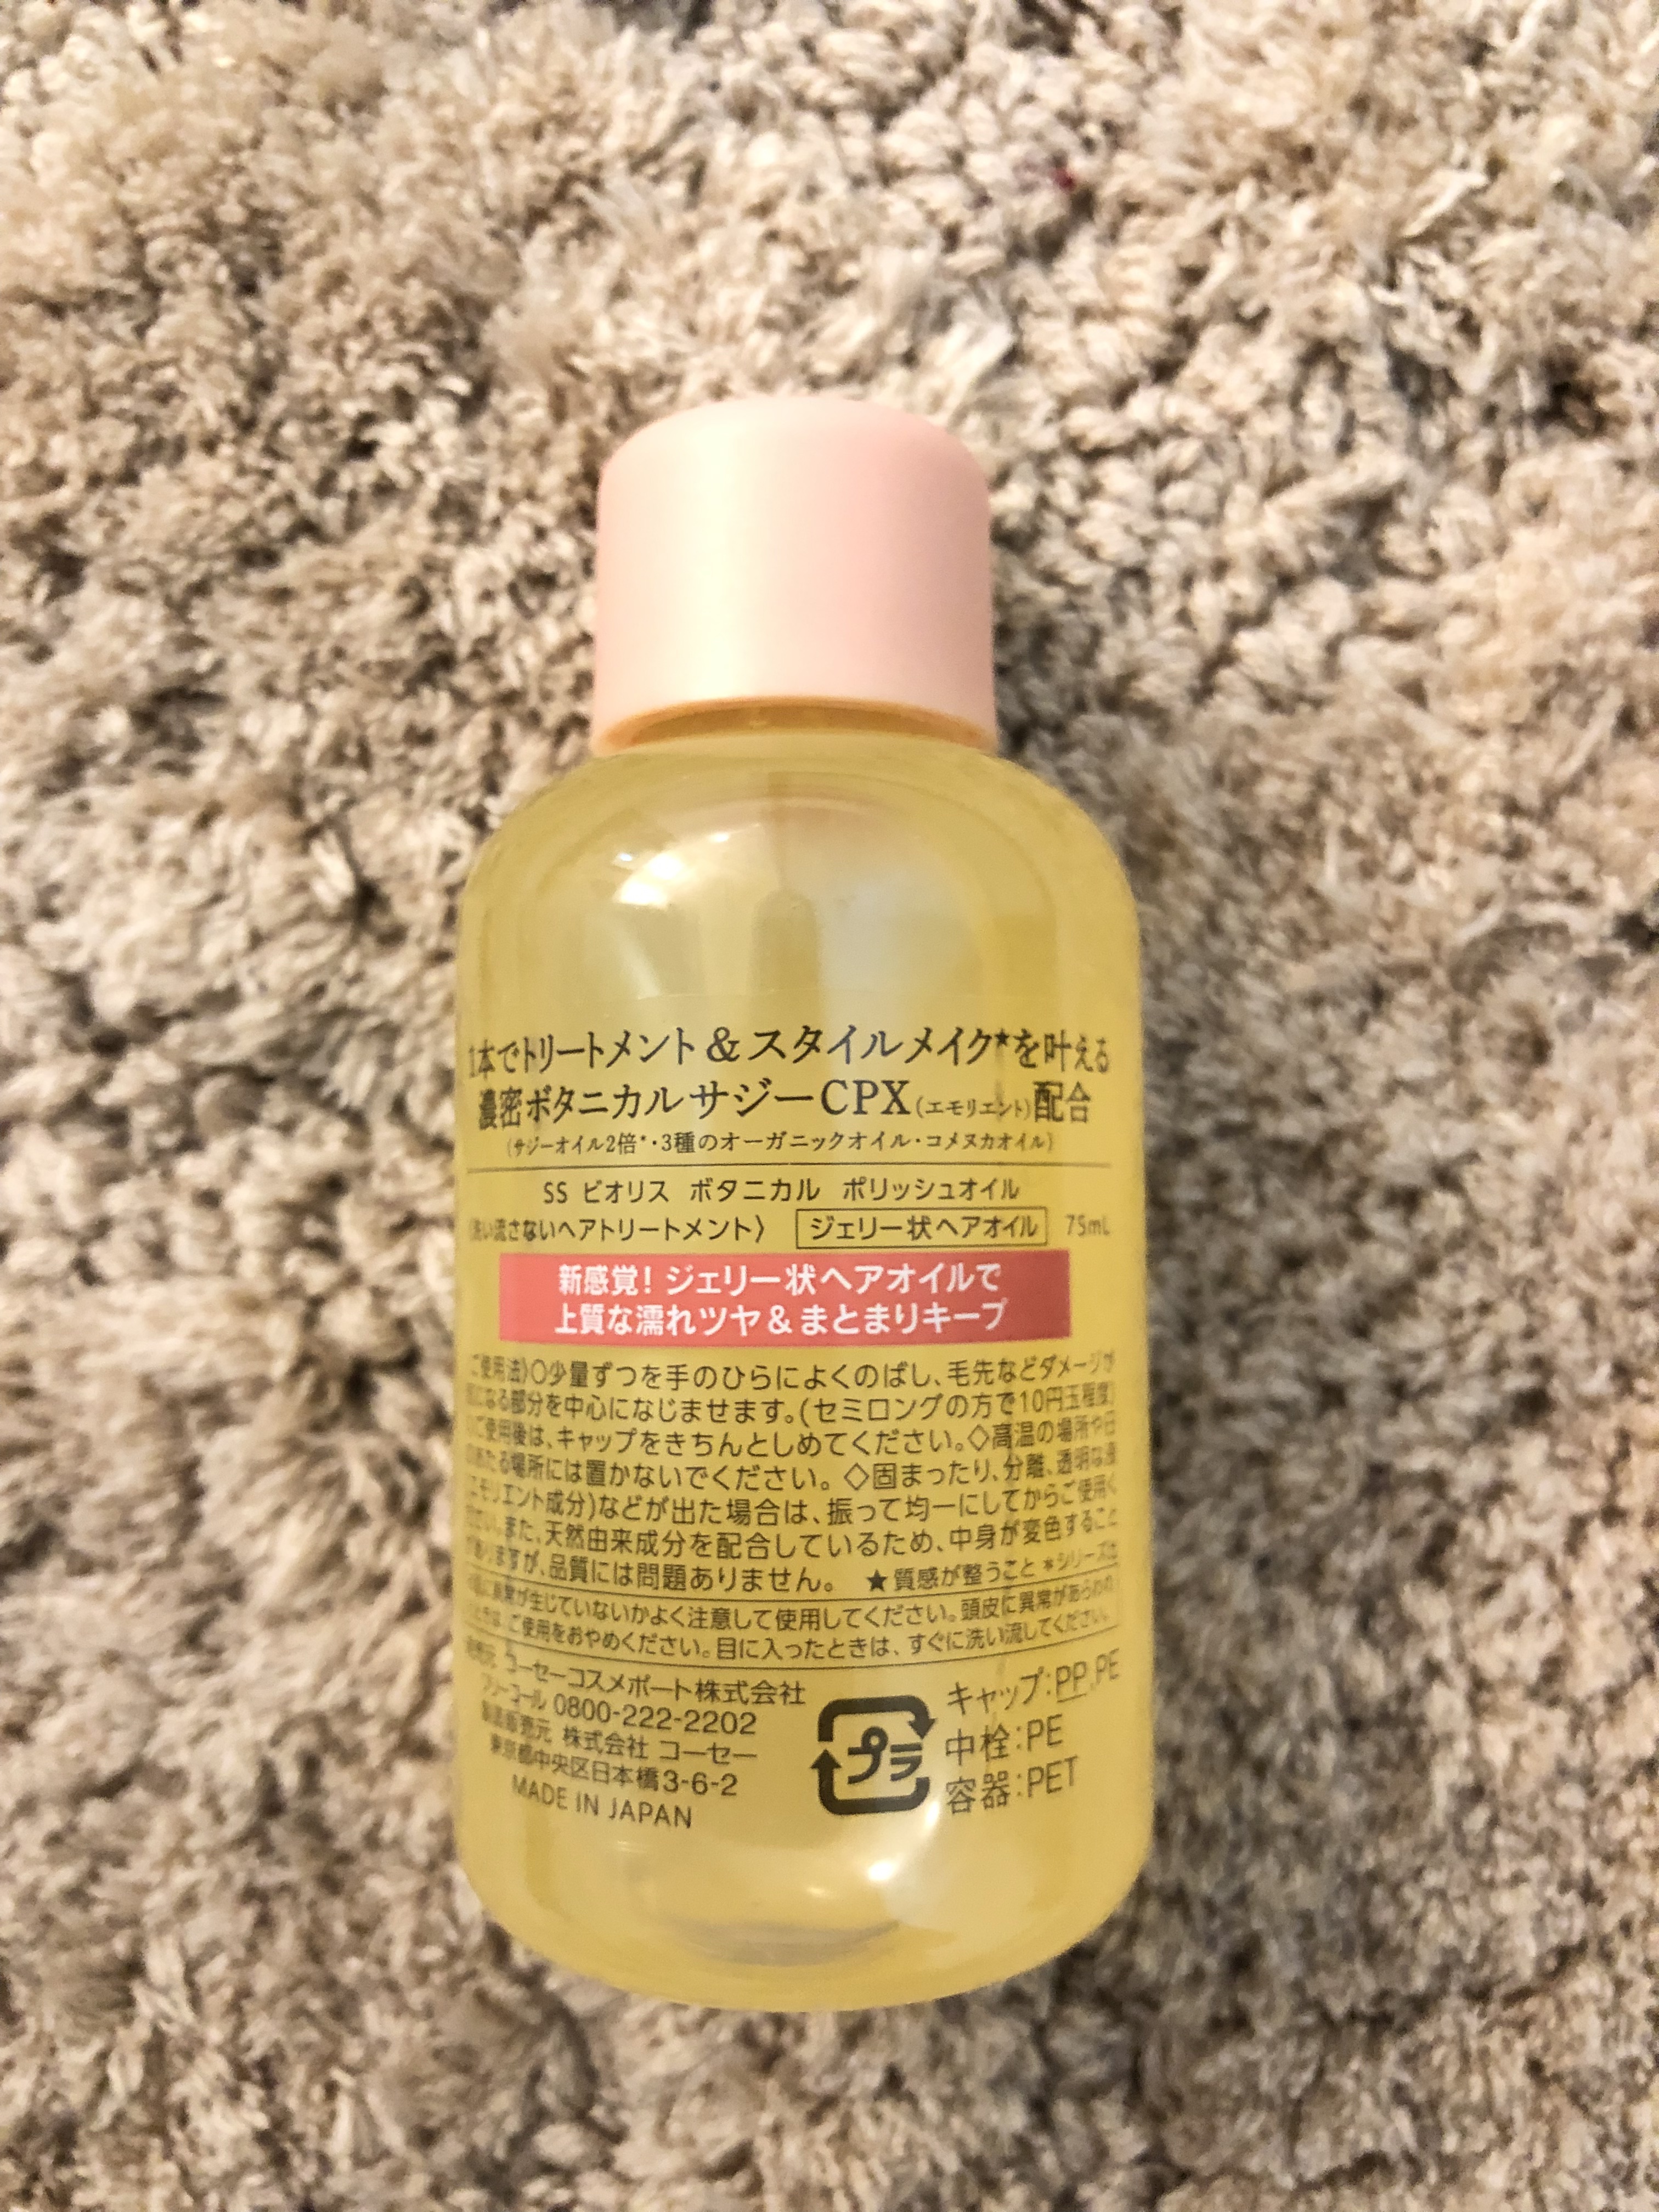 1本でトリートメント&スタイルメイク★を叶える
濃密ボタニカルサジーCPX(エモリエント)配合
(サジーオイル2倍*・3種のオーガニックオイル・コメヌカオイル)
SS ビオリス ボタニカル ポリッシュオイル
洗い流さないヘアトリートメント〉 ジェリー状ヘアオイル 75mL
新感覚! ジェリー状ヘアオイルで
上質な濡れツヤ&まとまりキープ
ご使用法〉○少量ずつを手のひらによくのばし、毛先などダメージが
になる部分を中心になじませます。(セミロングの方で10円玉程度)
ご使用後は、キャップをきちんとしめてください。◇高温の場所や日
のあたる場所には置かないでください。◇固まったり、分離、透明な
(エモリエント成分)などが出た場合は、振って均一にしてからご使用く
ださい。また、天然由来成分を配合しているため、中身が変色すること
がありますが、品質には問題ありません。 ★質感が整うこと *シリーズ
異常が生じていないかよく注意して使用してください。頭皮に異常があらわれ
ときは、ご使用をおやめください。目に入ったときは、すぐに洗い流してください。
発売元 コーセーコスメポート株式会社
フリーコール 0800-222-2202
製造販売元 株式会社 コーセー
東京都中央区日本橋3-6-2
MADE IN JAPAN
プラ
キャップ:PP,PE
中栓:PE
容器:PET